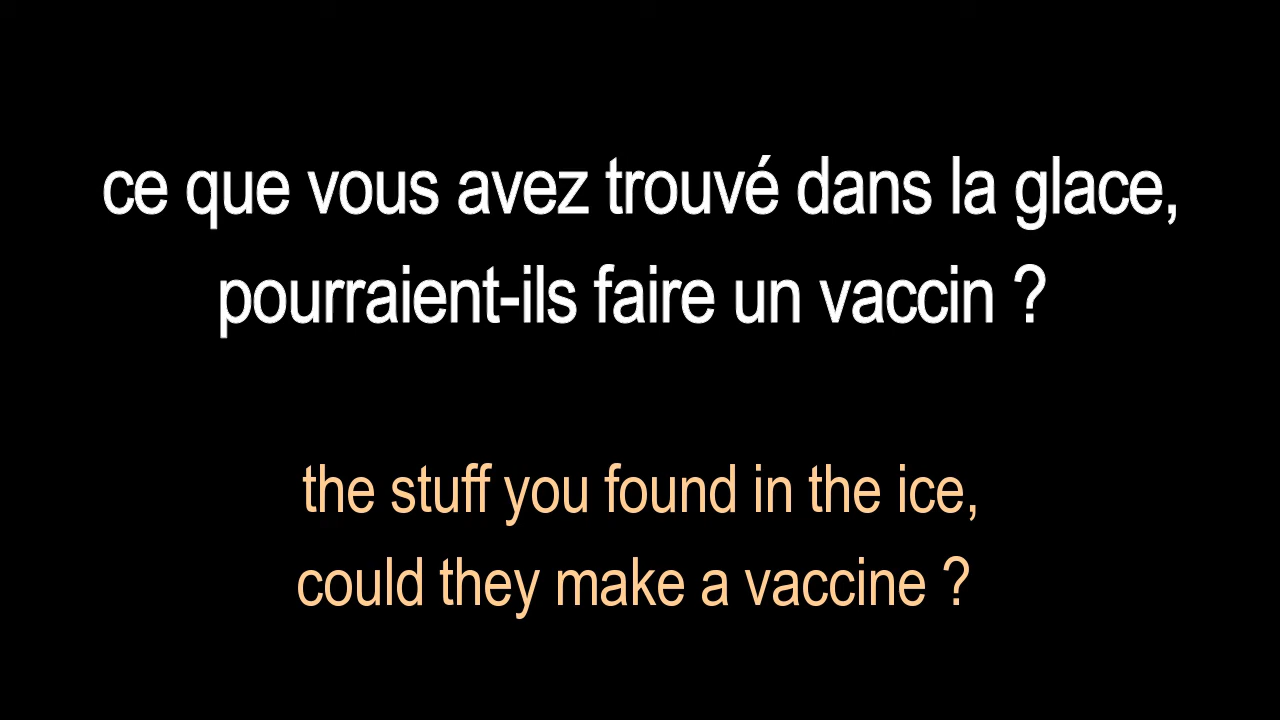 ce que vous avez trouvé dans la glace,
pourraient-ils faire un vaccin ?
the stuff you found in the ice,
could they make a vaccine ?